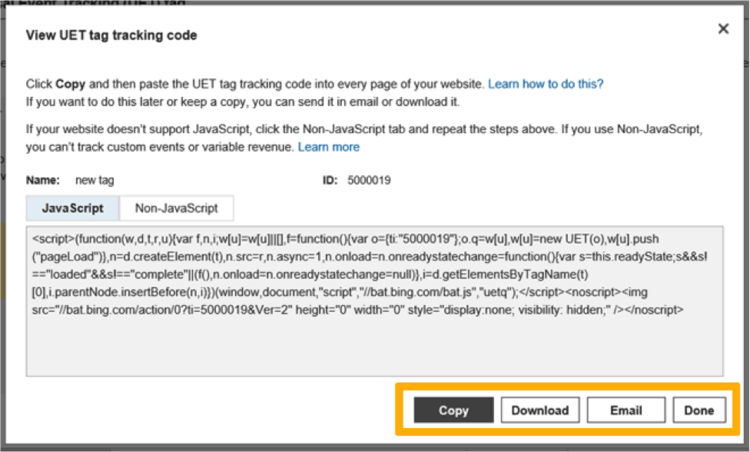 al Event Tracking (UET) tag
View UET tag tracking code
Click Copy and then paste the UET tag tracking code into every page of your website. Learn how to do this?
If you want to do this later or keep a copy, you can send it in email or download it.
If your website doesn't support JavaScript, click the Non-JavaScript tab and repeat the steps above. If you use Non-JavaScript,
you can't track custom events or variable revenue. Learn more
Name: new tag ID: 5000019
JavaScript Non-JavaScript
<script>(function(w,d,t,r,u){var f,n,i;w[u]=w[u]||[],f=function(){var o={ti:"5000019"};o.q=w[u],w[u]=new UET(o),w[u].push
("pageLoad")},n=d.createElement(t),n.src=r,n.async=1,n.onload=n.onreadystatechange=function(){var s=this.readyState;s&&s!
=="loaded"&&s!=="complete"||(f(),n.onload=n.onreadystatechange=null)},i=d.getElementsByTagName(t)
[0],i.parentNode.insertBefore(n,i)})(window,document,"script","//bat.bing.com/bat.js","uetq");</script><noscript><img
src="//bat.bing.com/action/0?ti=5000019&Ver=2" height="0" width="0" style="display:none; visibility: hidden;" /></noscript>
Copy Download Email Done